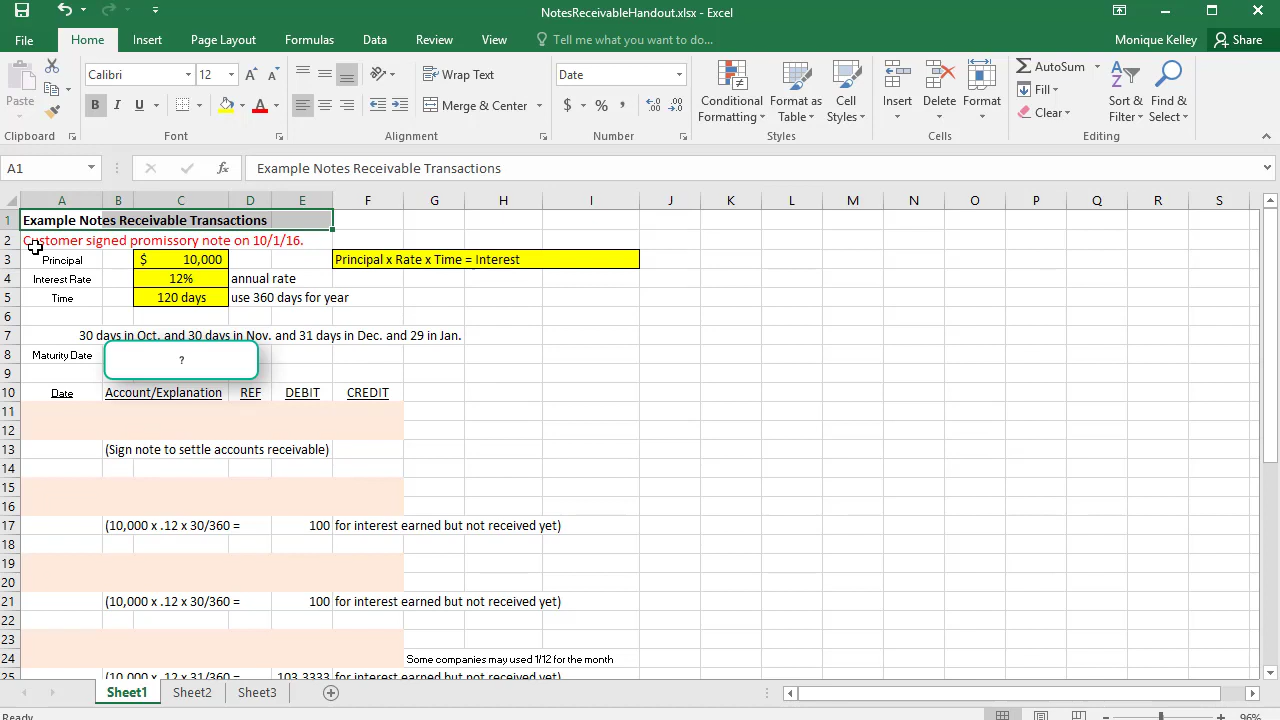 NotesReceivableHandout.xlsx - Excel
File Home Insert Page Layout Formulas Data Review View Tell me what you want to do... Monique Kelley Share
Paste Calibri 12 Wrap Text Date AutoSum
B I U A Merge & Center $ % Conditional Formatting Format as Table Cell Styles Insert Delete Format Fill Clear Sort & Filter Find & Select
Clipboard Font Alignment Number Styles Cells Editing
A1 fx Example Notes Receivable Transactions
A B C D E F G H I J K L M N O P Q R S
1 Example Notes Receivable Transactions
2 Customer signed promissory note on 10/1/16.
3 Principal $ 10,000 Principal x Rate x Time = Interest
4 Interest Rate 12% annual rate
5 Time 120 days use 360 days for year
6
7 30 days in Oct. and 30 days in Nov. and 31 days in Dec. and 29 in Jan.
8 Maturity Date ?
9
10 Date Account/Explanation REF DEBIT CREDIT
11
12
13 (Sign note to settle accounts receivable)
14
15
16
17 (10,000 x .12 x 30/360 = 100 for interest earned but not received yet)
18
19
20
21 (10,000 x .12 x 30/360 = 100 for interest earned but not received yet)
22
23
24 Some companies may used 1/12 for the month
25 (10,000 x .12 x 31/360 = 103.3333 for interest earned but not received yet)
Sheet1 Sheet2 Sheet3
Ready 96%